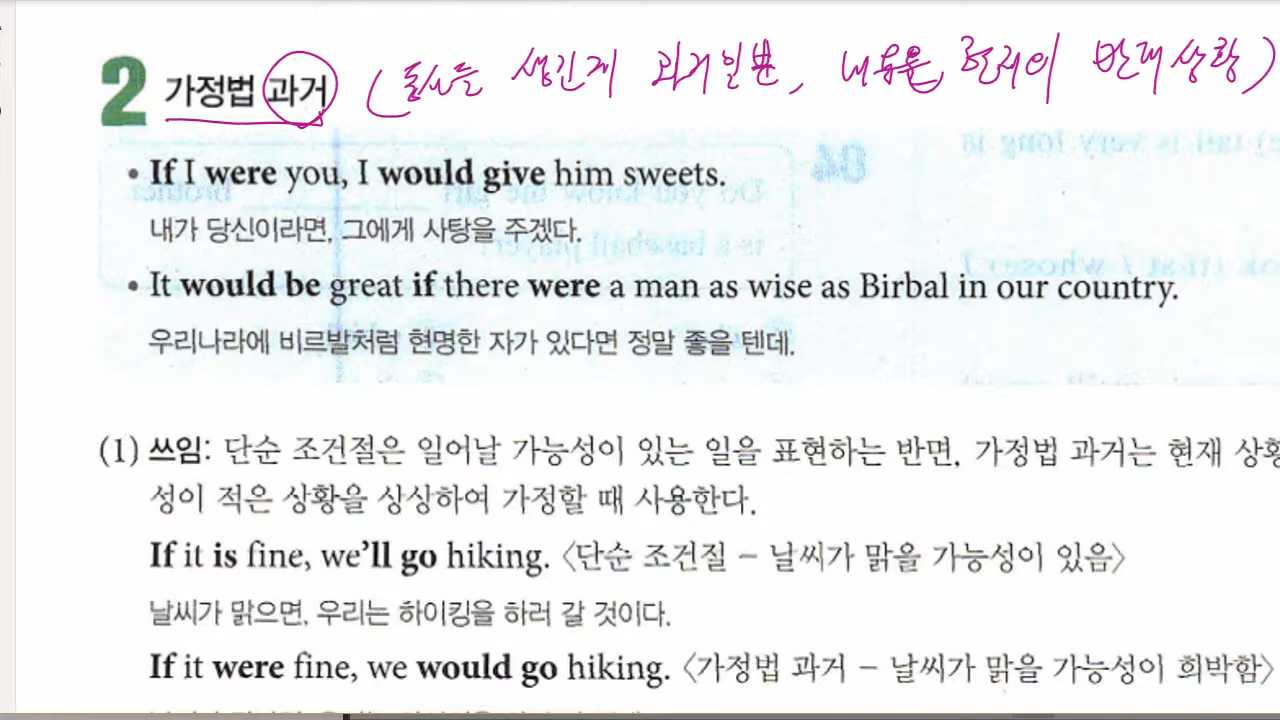 2 가정법 과거 (동사는 생긴게 과거일뿐, 내용은 현재의 반대상황)
• If I were you, I would give him sweets.
내가 당신이라면, 그에게 사탕을 주겠다.
• It would be great if there were a man as wise as Birbal in our country.
우리나라에 비르발처럼 현명한 자가 있다면 정말 좋을 텐데.
(1) 쓰임: 단순 조건절은 일어날 가능성이 있는 일을 표현하는 반면, 가정법 과거는 현재 상황
성이 적은 상황을 상상하여 가정할 때 사용한다.
If it is fine, we'll go hiking. 〈단순 조건절 – 날씨가 맑을 가능성이 있음〉
날씨가 맑으면, 우리는 하이킹을 하러 갈 것이다.
If it were fine, we would go hiking. 〈가정법 과거 – 날씨가 맑을 가능성이 희박함〉